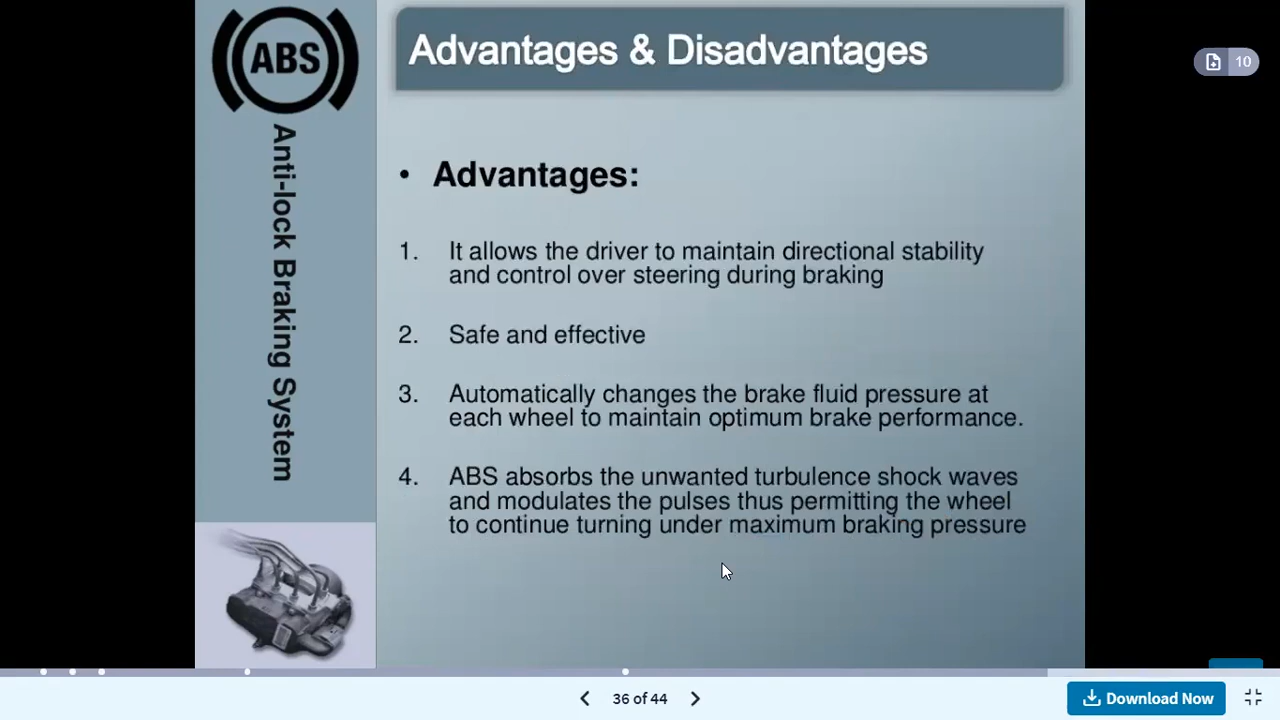 ABS
Anti-lock Braking System
Advantages & Disadvantages
10
• Advantages:
1. It allows the driver to maintain directional stability
and control over steering during braking
2. Safe and effective
3. Automatically changes the brake fluid pressure at
each wheel to maintain optimum brake performance.
4. ABS absorbs the unwanted turbulence shock waves
and modulates the pulses thus permitting the wheel
to continue turning under maximum braking pressure
36 of 44
Download Now